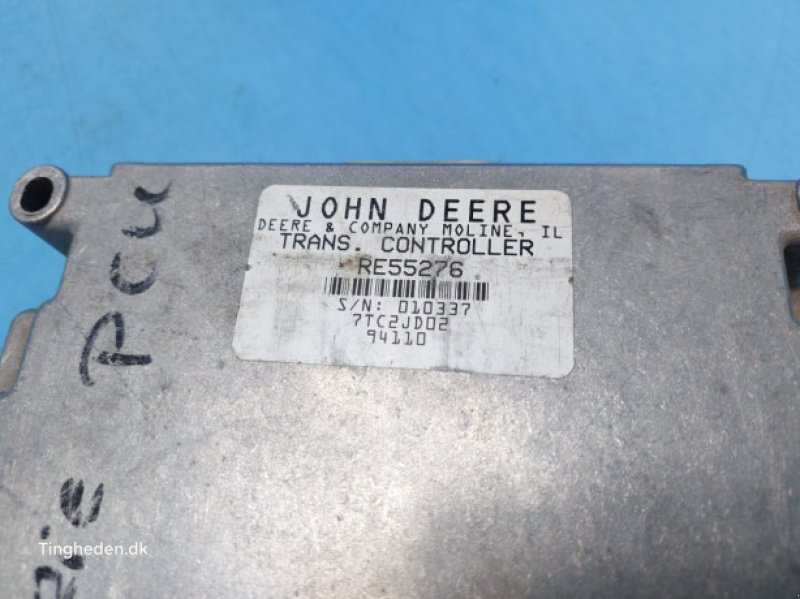 JOHN DEERE
DEERE & COMPANY MOLINE, IL
TRANS. CONTROLLER
RE55276
S/N: 010337
7TC2JD02
94110
PCU
Tingheden.dk